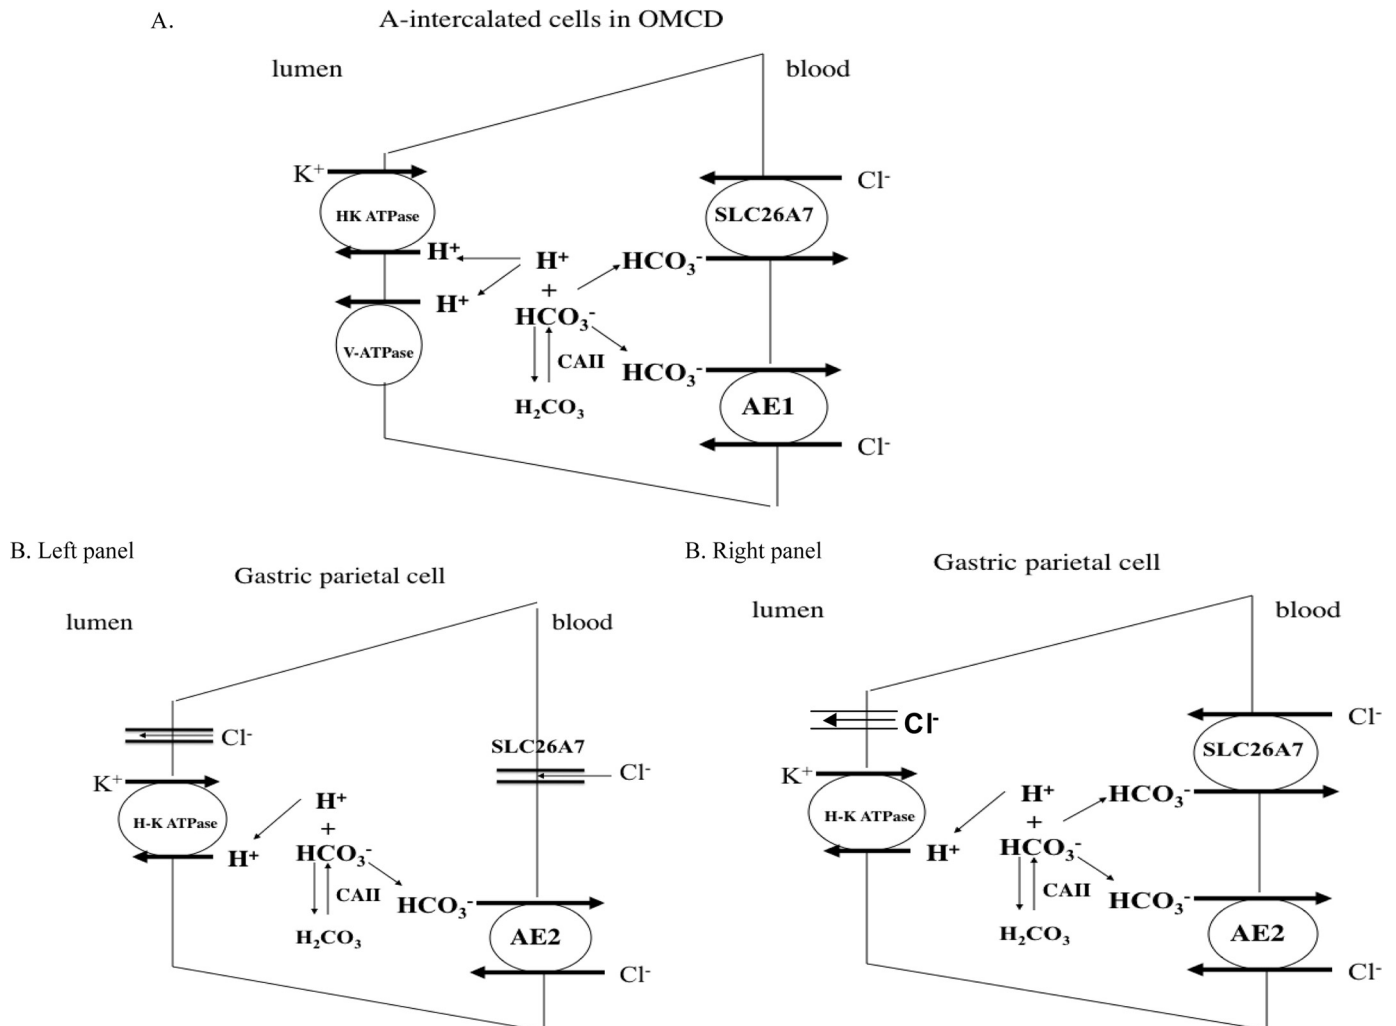 A.
A-intercalated cells in OMCD
lumen
blood
K⁺
Cl⁻
HK ATPase
SLC26A7
H⁺
H⁺
HCO₃⁻
+
H⁺
HCO₃⁻
V-ATPase
CAII
HCO₃⁻
H₂CO₃
AE1
Cl⁻
B. Left panel
Gastric parietal cell
lumen
blood
Cl⁻
SLC26A7
Cl⁻
K⁺
H⁺
H-K ATPase
+
H⁺
HCO₃⁻
CAII
HCO₃⁻
H₂CO₃
AE2
Cl⁻
B. Right panel
Gastric parietal cell
lumen
blood
Cl⁻
Cl⁻
SLC26A7
K⁺
H⁺
HCO₃⁻
H-K ATPase
+
H⁺
HCO₃⁻
CAII
HCO₃⁻
H₂CO₃
AE2
Cl⁻